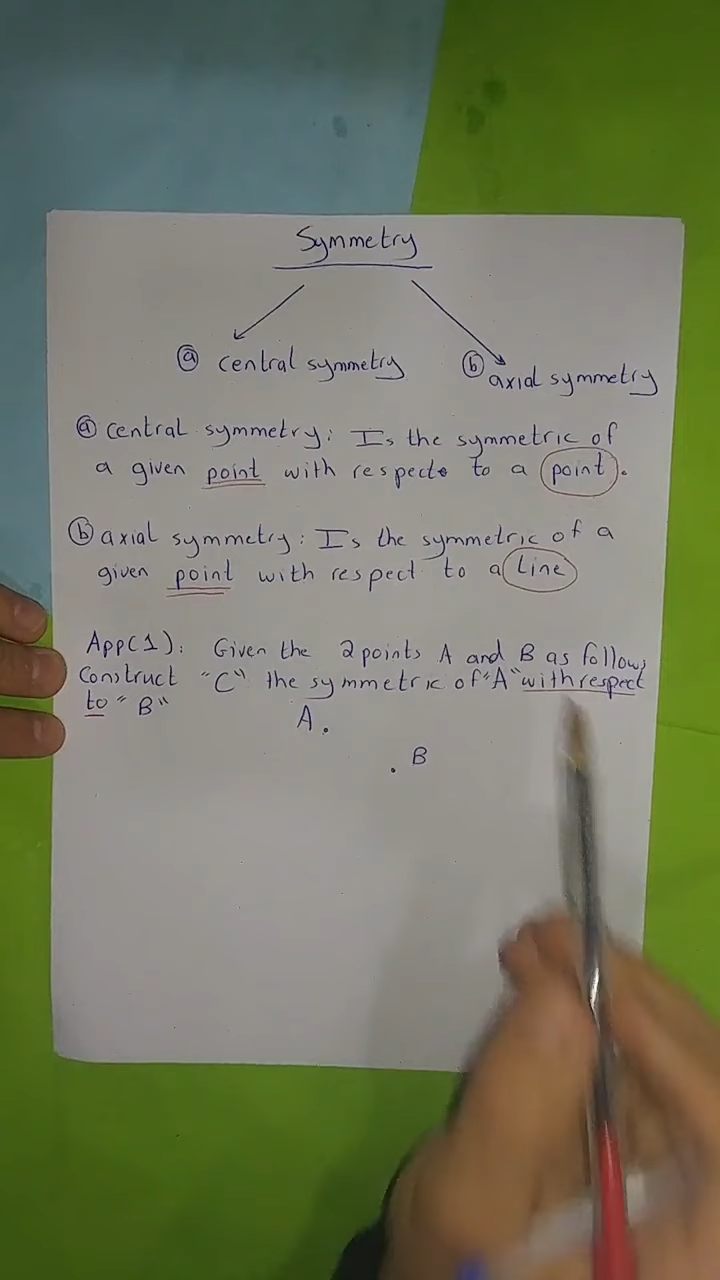 Symmetry
ⓐ central symmetry
ⓑ axial symmetry
ⓐ central symmetry: Is the symmetric of
a given point with respecto to a point.
ⓑ axial symmetry: Is the symmetric of a
given point with respect to a Line
App(1): Given the 2 points A and B as follow,
Construct "C" the symmetric of "A" with respect
to "B"
A.
. B